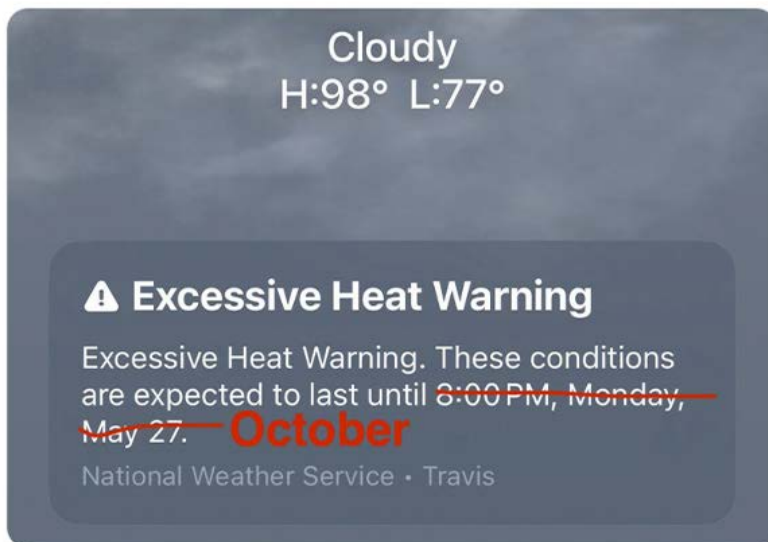 Cloudy
H:98° L:77°
Excessive Heat Warning
Excessive Heat Warning. These conditions
are expected to last until 8:00 PM, Monday,
May 27. October
National Weather Service • Travis